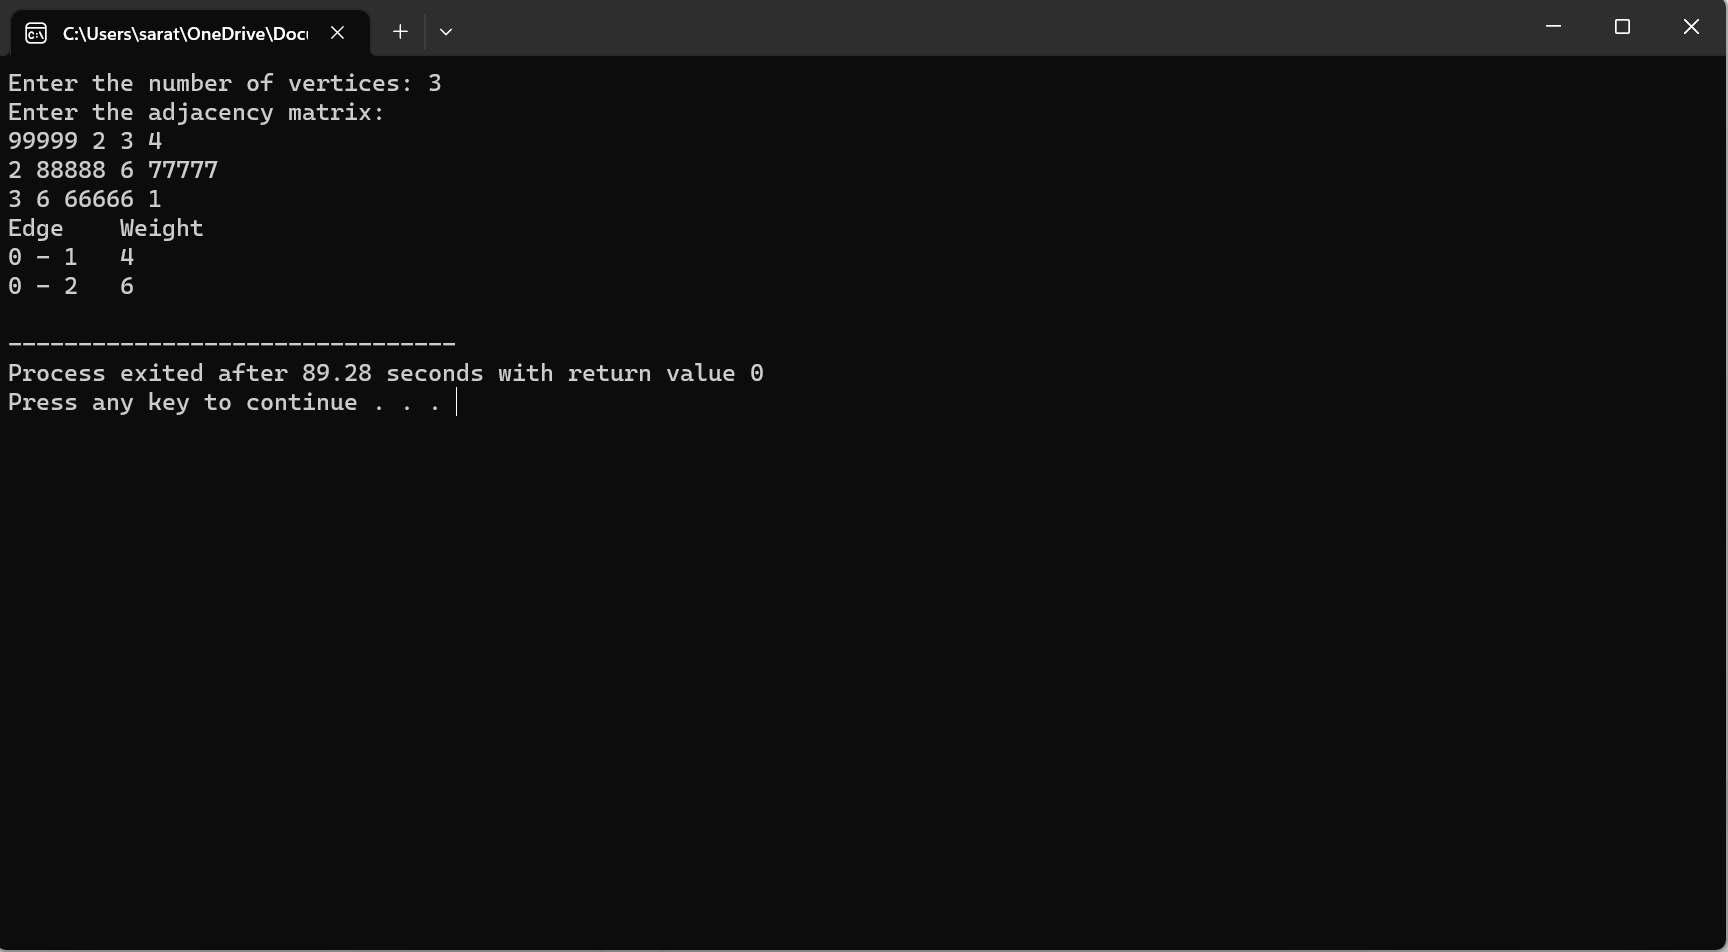 C:\Users\sarat\OneDrive\Docu
Enter the number of vertices: 3
Enter the adjacency matrix:
99999 2 3 4
2 88888 6 77777
3 6 66666 1
Edge    Weight
0 - 1   4
0 - 2   6
--------------------------------
Process exited after 89.28 seconds with return value 0
Press any key to continue . . .